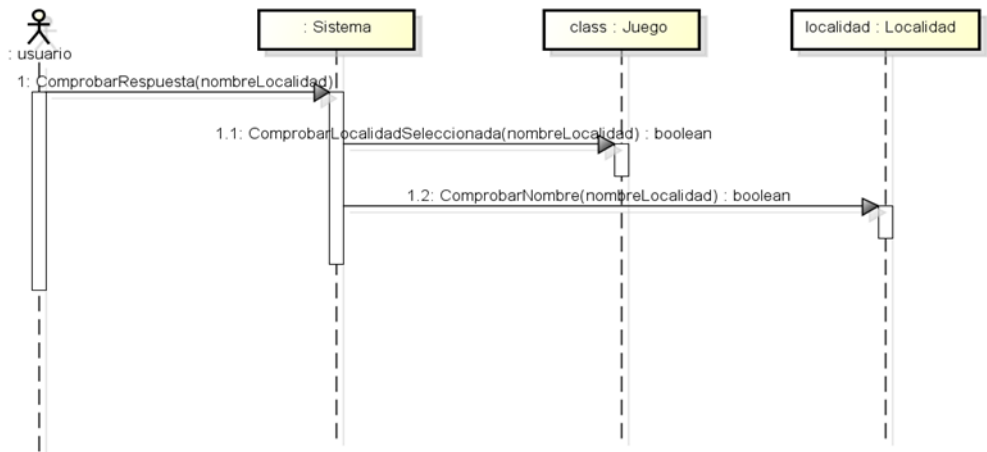 : Sistema
class : Juego
localidad : Localidad
: usuario
1: ComprobarRespuesta(nombreLocalidad)
1.1: ComprobarLocalidadSeleccionada(nombreLocalidad) : boolean
1.2: ComprobarNombre(nombreLocalidad) : boolean